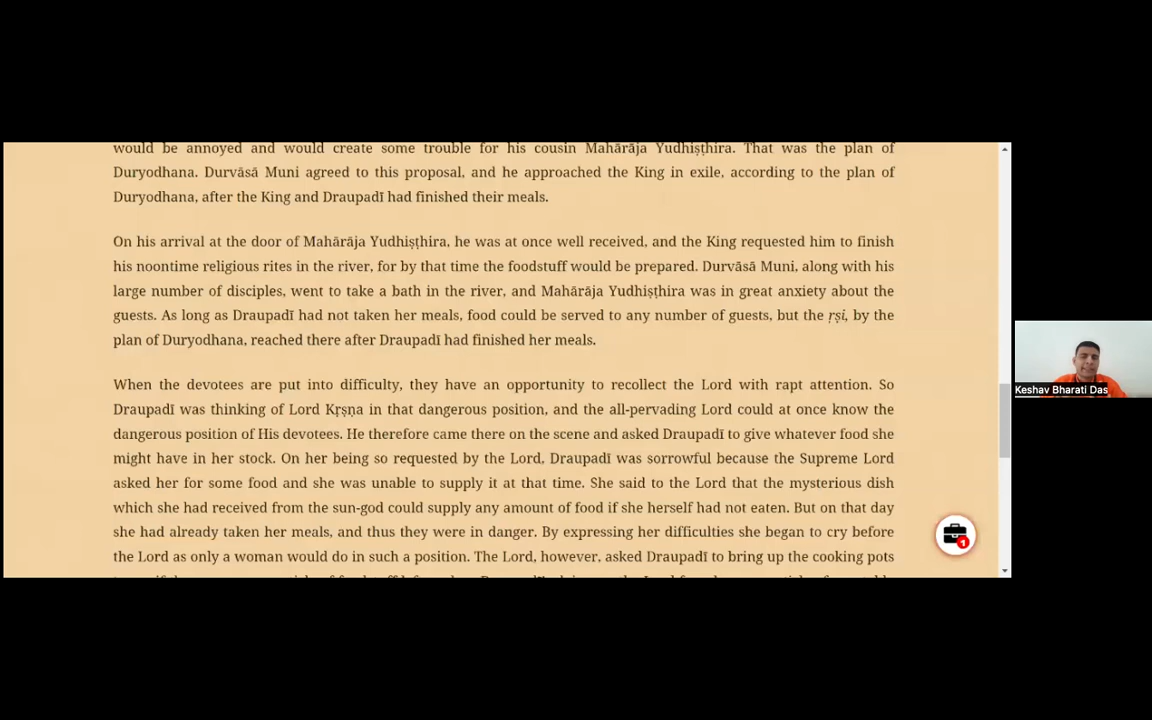 would be annoyed and would create some trouble for his cousin Mahārāja Yudhiṣṭhira. That was the plan of
Duryodhana. Durvāsā Muni agreed to this proposal, and he approached the King in exile, according to the plan of
Duryodhana, after the King and Draupadī had finished their meals.
On his arrival at the door of Mahārāja Yudhiṣṭhira, he was at once well received, and the King requested him to finish
his noontime religious rites in the river, for by that time the foodstuff would be prepared. Durvāsā Muni, along with his
large number of disciples, went to take a bath in the river, and Mahārāja Yudhiṣṭhira was in great anxiety about the
guests. As long as Draupadī had not taken her meals, food could be served to any number of guests, but the ṛṣi, by the
plan of Duryodhana, reached there after Draupadī had finished her meals.
When the devotees are put into difficulty, they have an opportunity to recollect the Lord with rapt attention. So
Draupadī was thinking of Lord Kṛṣṇa in that dangerous position, and the all-pervading Lord could at once know the
dangerous position of His devotees. He therefore came there on the scene and asked Draupadī to give whatever food she
might have in her stock. On her being so requested by the Lord, Draupadī was sorrowful because the Supreme Lord
asked her for some food and she was unable to supply it at that time. She said to the Lord that the mysterious dish
which she had received from the sun-god could supply any amount of food if she herself had not eaten. But on that day
she had already taken her meals, and thus they were in danger. By expressing her difficulties she began to cry before
the Lord as only a woman would do in such a position. The Lord, however, asked Draupadī to bring up the cooking pots
1
Keshav Bharati Das